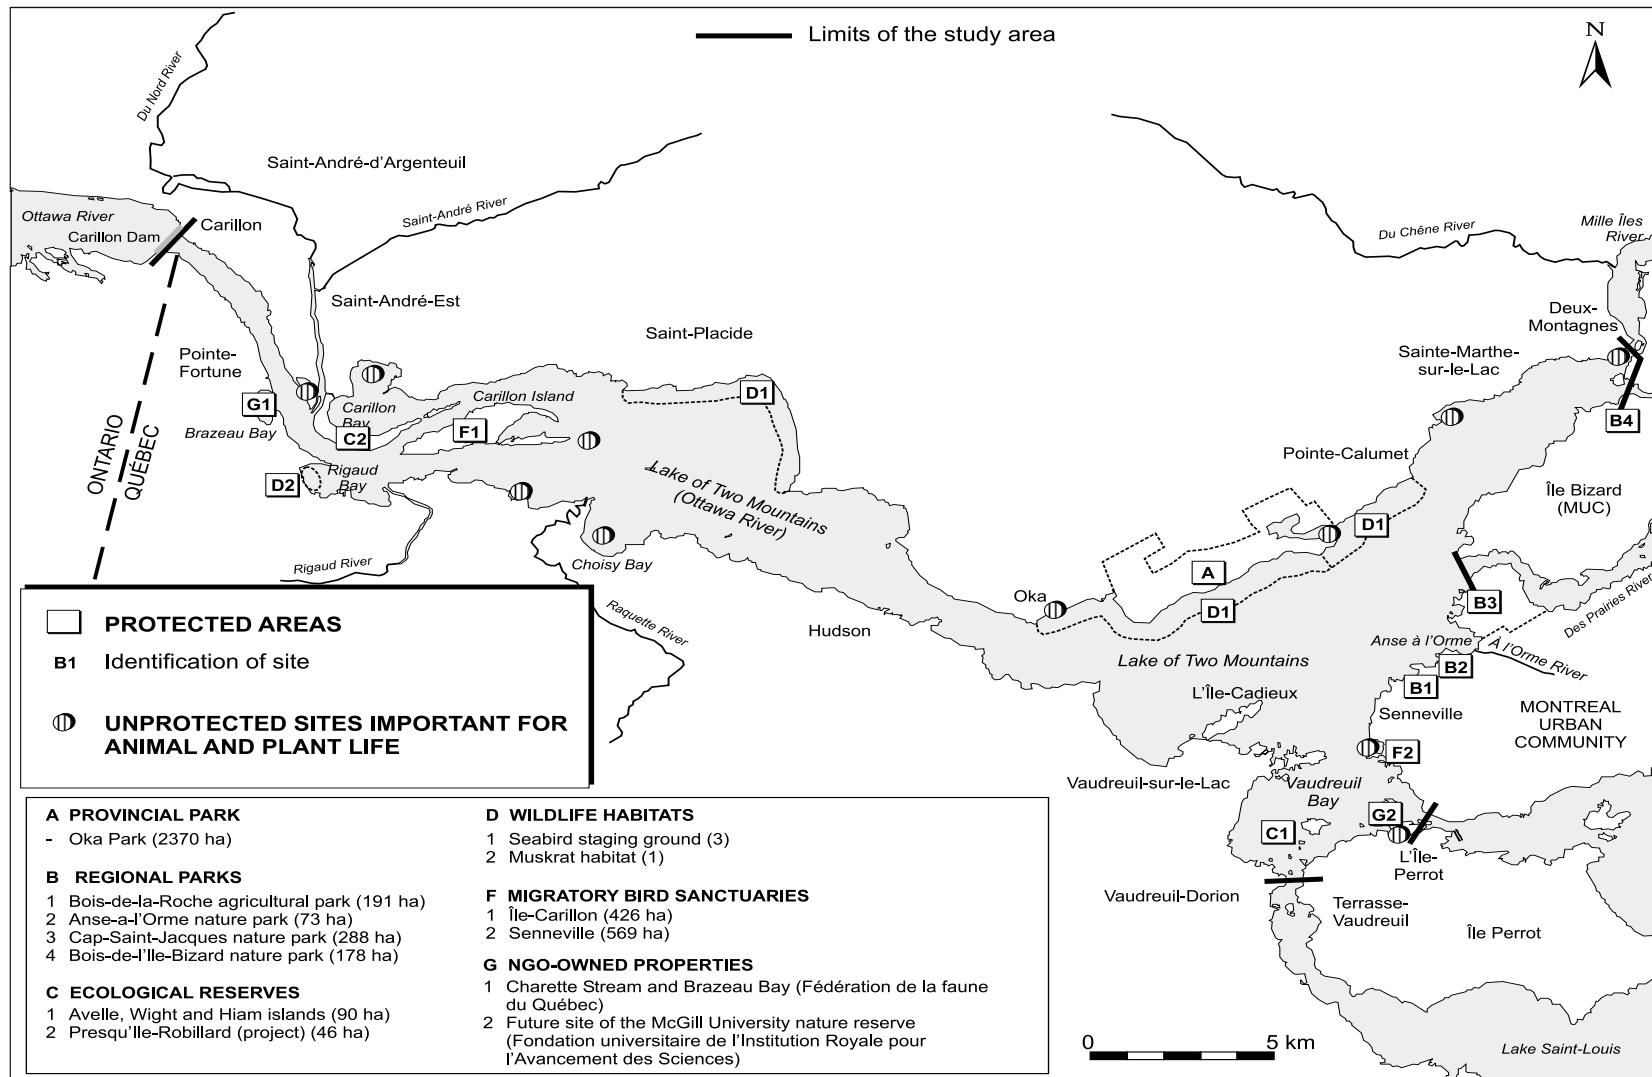 Limits of the study area
N
Du Nord River
Saint-André-d'Argenteuil
Saint-André River
Ottawa River
Carillon Dam
Carillon
Du Chêne River
Mille Îles
River
Saint-André-Est
Saint-Placide
Deux-
Montagnes
Sainte-Marthe-
sur-le-Lac
Pointe-
Fortune
G1
Brazeau Bay
Carillon
Bay
C2
Carillon Island
F1
D1
B4
ONTARIO
QUÉBEC
D2
Rigaud
Bay
Lake of Two Mountains
(Ottawa River)
Pointe-Calumet
Île Bizard
(MUC)
D1
Rigaud River
Choisy Bay
Raquette River
Oka
A
D1
B3
Des Prairies River
Hudson
Anse à l'Orme
À l'Orme River
Lake of Two Mountains
B2
B1
L'Île-Cadieux
Senneville
MONTREAL
URBAN
COMMUNITY
F2
Vaudreuil-sur-le-Lac
Vaudreuil
Bay
G2
C1
L'Île-
Perrot
Vaudreuil-Dorion
Terrasse-
Vaudreuil
Île Perrot
Lake Saint-Louis
0 5 km
PROTECTED AREAS
B1 Identification of site
UNPROTECTED SITES IMPORTANT FOR
ANIMAL AND PLANT LIFE
A PROVINCIAL PARK
- Oka Park (2370 ha)
B REGIONAL PARKS
1 Bois-de-la-Roche agricultural park (191 ha)
2 Anse-a-l'Orme nature park (73 ha)
3 Cap-Saint-Jacques nature park (288 ha)
4 Bois-de-l'Ile-Bizard nature park (178 ha)
C ECOLOGICAL RESERVES
1 Avelle, Wight and Hiam islands (90 ha)
2 Presqu'Ile-Robillard (project) (46 ha)
D WILDLIFE HABITATS
1 Seabird staging ground (3)
2 Muskrat habitat (1)
F MIGRATORY BIRD SANCTUARIES
1 Île-Carillon (426 ha)
2 Senneville (569 ha)
G NGO-OWNED PROPERTIES
1 Charette Stream and Brazeau Bay (Fédération de la faune
du Québec)
2 Future site of the McGill University nature reserve
(Fondation universitaire de l'Institution Royale pour
l'Avancement des Sciences)